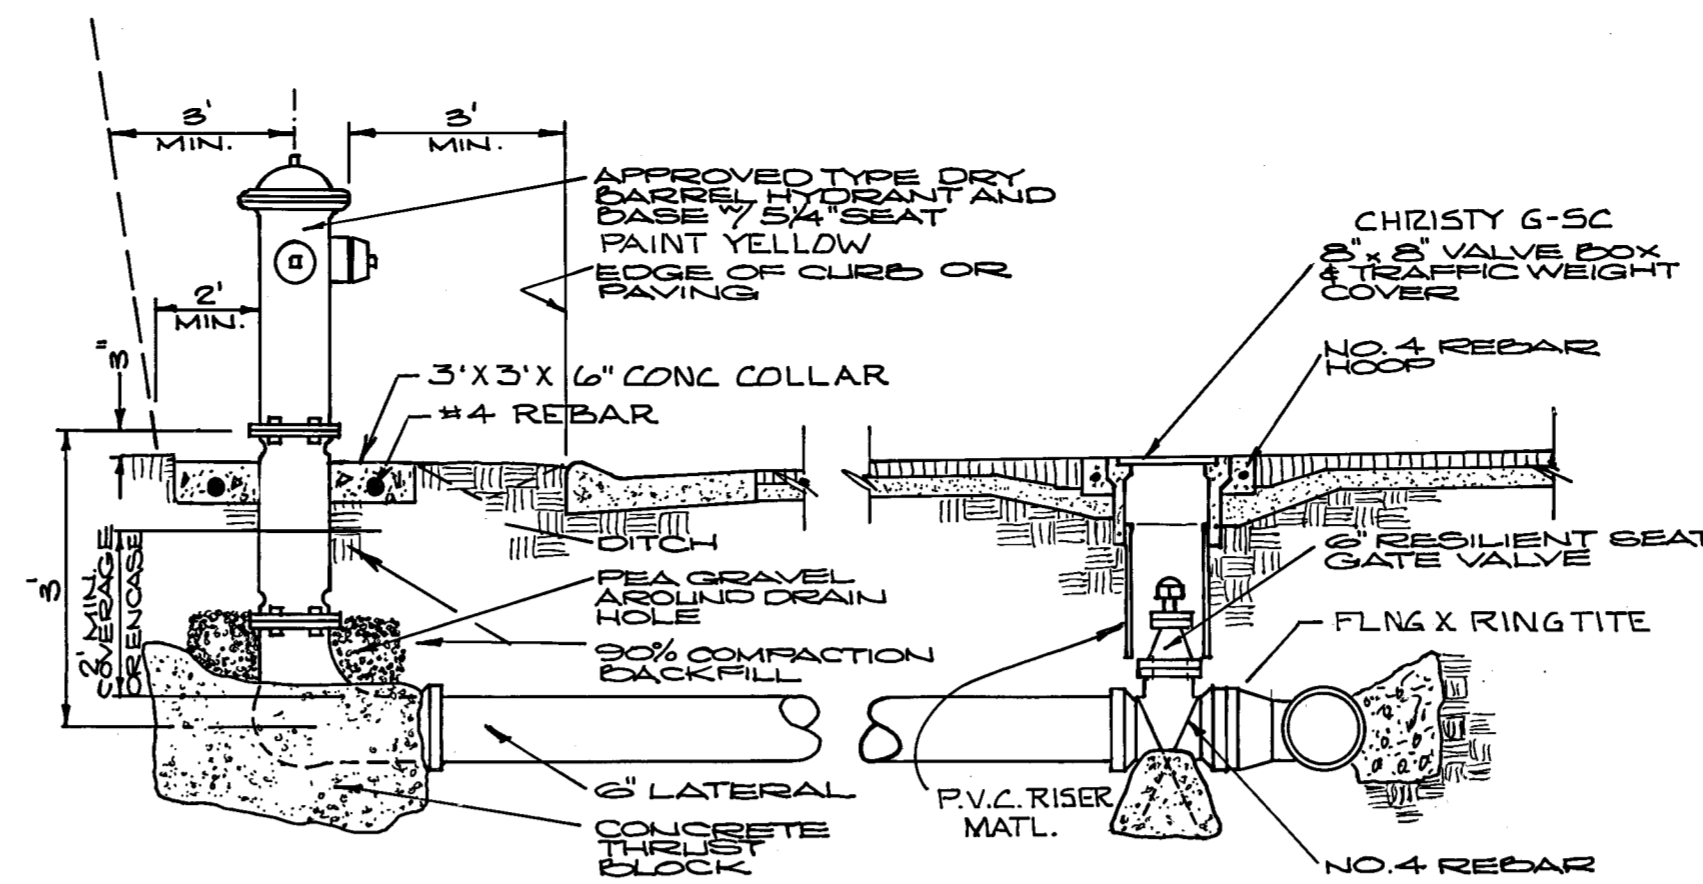 3'
MIN.
3'
MIN.
APPROVED TYPE DRY
BARREL HYDRANT AND
BASE W/ 5 1/4" SEAT
PAINT YELLOW
EDGE OF CURB OR
PAVING
2'
MIN.
3"
3'X3'X 6" CONC COLLAR
#4 REBAR
CHRISTY G-5C
8" x 8" VALVE BOX
& TRAFFIC WEIGHT
COVER
NO. 4 REBAR
HOOP
3'
2' MIN.
COVERAGE
OR ENCASE
DITCH
PEA GRAVEL
AROUND DRAIN
HOLE
90% COMPACTION
BACKFILL
6" RESILIENT SEAT
GATE VALVE
FLNG X RINGTITE
6" LATERAL
CONCRETE
THRUST
BLOCK
P.V.C. RISER
MATL.
NO. 4 REBAR